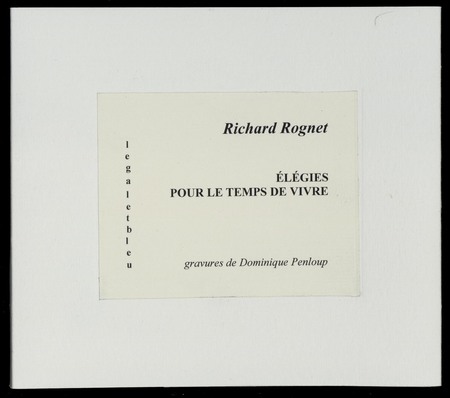 Richard Rognet
ÉLÉGIES
POUR LE TEMPS DE VIVRE
gravures de Dominique Penloup
legaletbleu